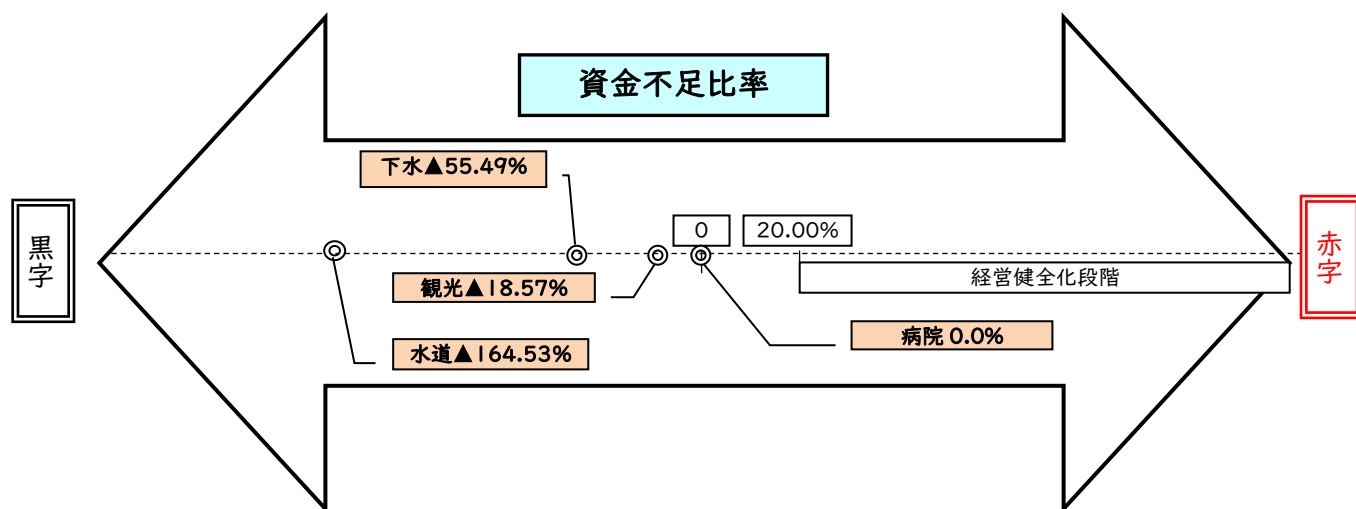 資金不足比率
下水▲55.49%
黒字
0
20.00%
赤字
経営健全化段階
観光▲18.57%
病院 0.0%
水道▲164.53%